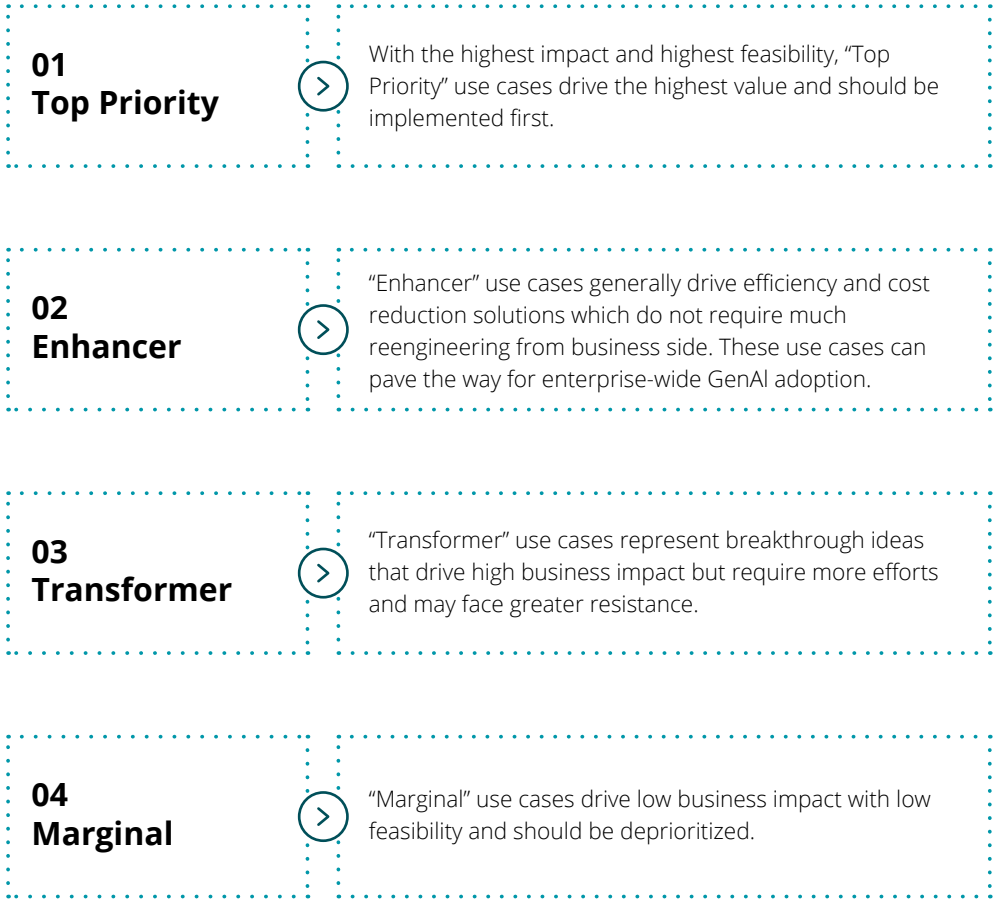 01
Top Priority
With the highest impact and highest feasibility, “Top
Priority” use cases drive the highest value and should be
implemented first.
02
Enhancer
“Enhancer” use cases generally drive efficiency and cost
reduction solutions which do not require much
reengineering from business side. These use cases can
pave the way for enterprise-wide GenAI adoption.
03
Transformer
“Transformer” use cases represent breakthrough ideas
that drive high business impact but require more efforts
and may face greater resistance.
04
Marginal
“Marginal” use cases drive low business impact with low
feasibility and should be deprioritized.